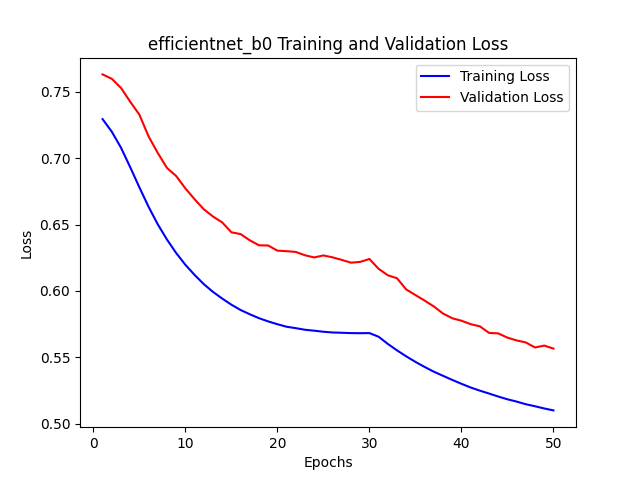 efficientnet_b0 Training and Validation Loss
Training Loss
Validation Loss
0.75
0.70
0.65
0.60
0.55
0.50
Loss
0 10 20 30 40 50
Epochs